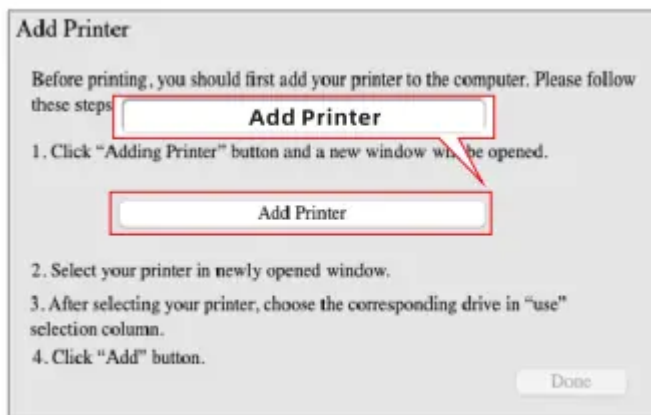 Add Printer
Before printing, you should first add your printer to the computer. Please follow
these steps
Add Printer
1. Click “Adding Printer” button and a new window be opened.
Add Printer
2. Select your printer in newly opened window.
3. After selecting your printer, choose the corresponding drive in “use”
selection column.
4. Click “Add” button.
Done